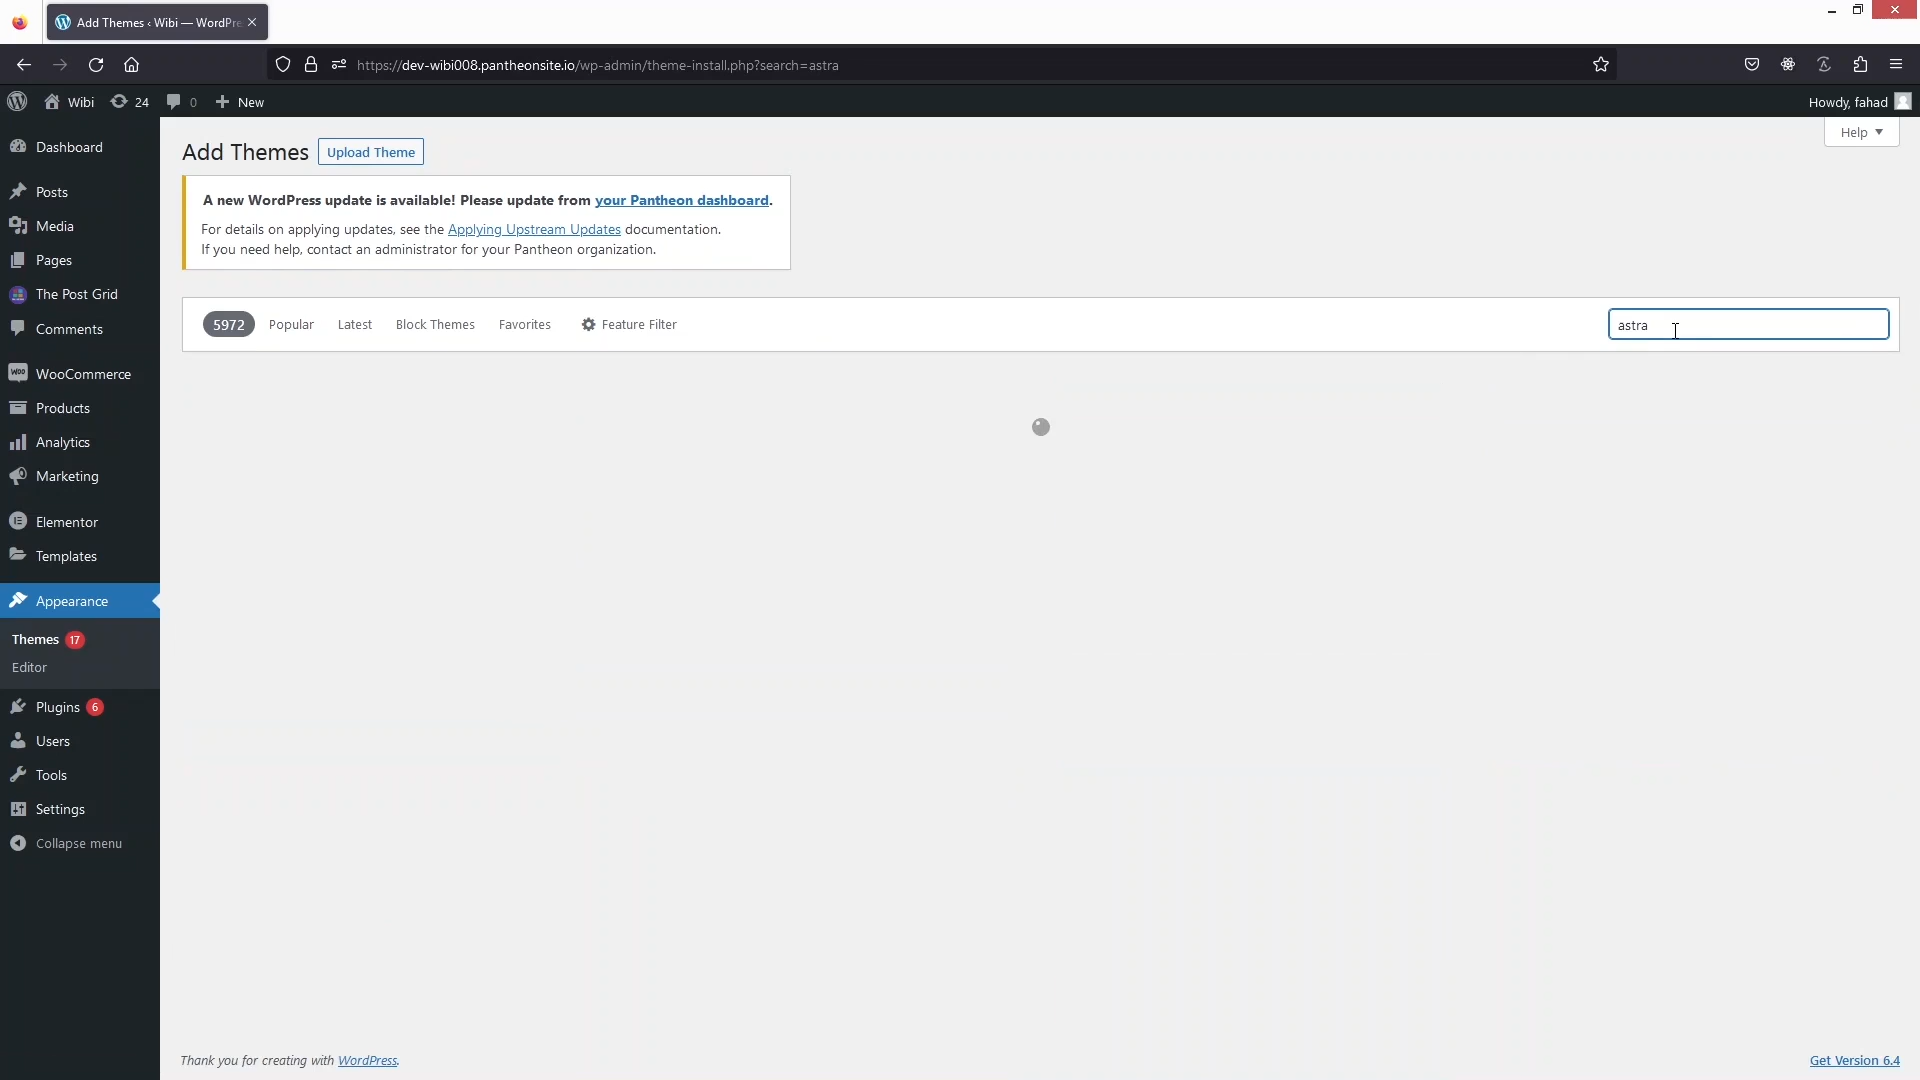 Add Themes ‹ Wibi — WordPre
https://dev-wibi008.pantheonsite.io/wp-admin/theme-install.php?search=astra
Wibi 24 0 New Howdy, fahad
Help
Dashboard
Posts
Media
Pages
The Post Grid
Comments
WooCommerce
Products
Analytics
Marketing
Elementor
Templates
Appearance
Themes 17
Editor
Plugins 6
Users
Tools
Settings
Collapse menu
Add Themes Upload Theme
A new WordPress update is available! Please update from your Pantheon dashboard.
For details on applying updates, see the Applying Upstream Updates documentation.
If you need help, contact an administrator for your Pantheon organization.
5972 Popular Latest Block Themes Favorites Feature Filter astra
Thank you for creating with WordPress. Get Version 6.4